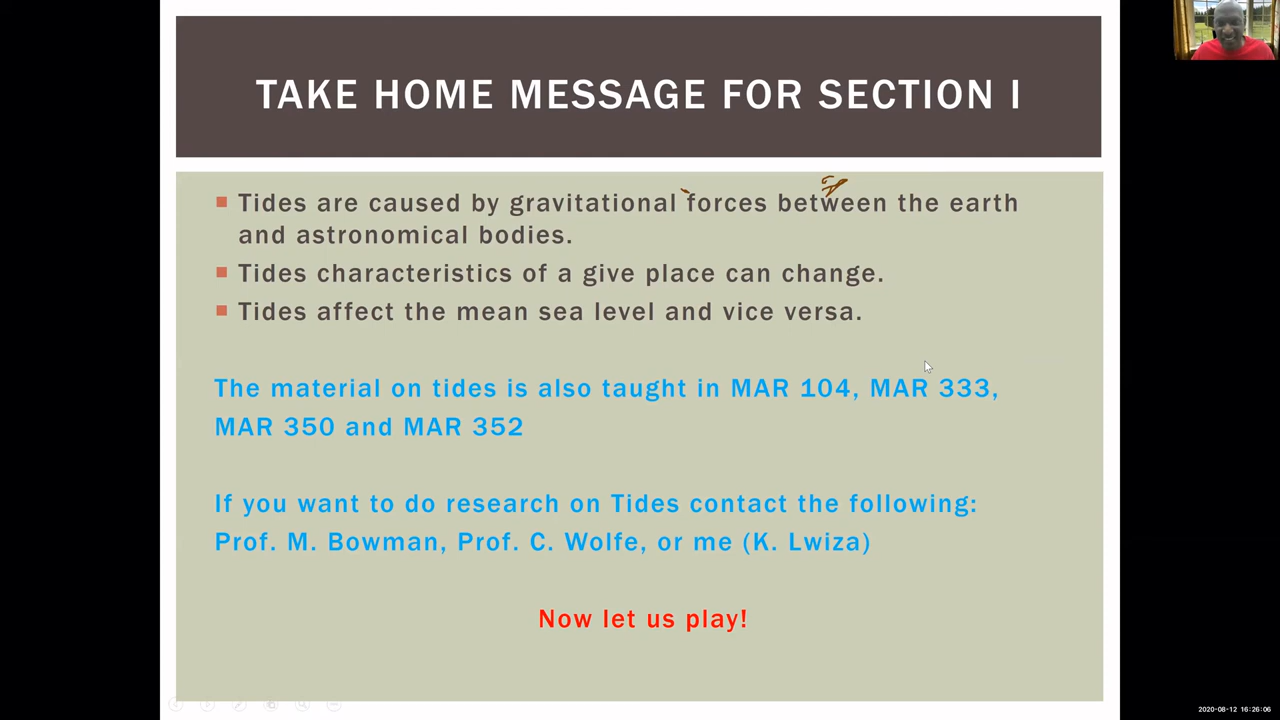 TAKE HOME MESSAGE FOR SECTION I
Tides are caused by gravitational forces between the earth
and astronomical bodies.
Tides characteristics of a give place can change.
Tides affect the mean sea level and vice versa.
The material on tides is also taught in MAR 104, MAR 333,
MAR 350 and MAR 352
If you want to do research on Tides contact the following:
Prof. M. Bowman, Prof. C. Wolfe, or me (K. Lwiza)
Now let us play!
2020-08-12 16:26:06